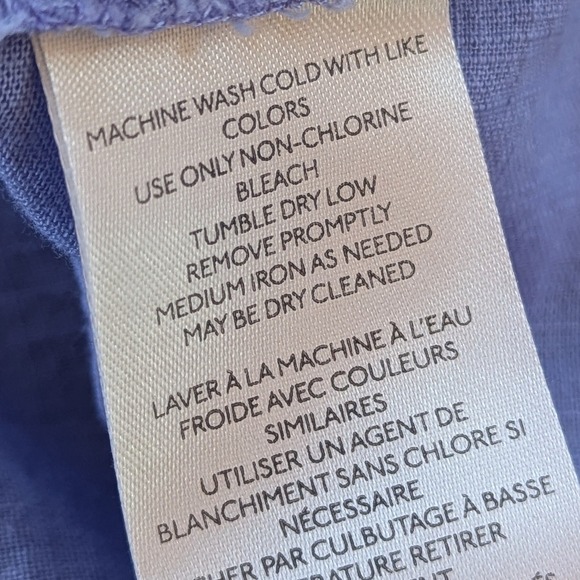 MACHINE WASH COLD WITH LIKE
COLORS
USE ONLY NON-CHLORINE
BLEACH
TUMBLE DRY LOW
REMOVE PROMPTLY
MEDIUM IRON AS NEEDED
MAY BE DRY CLEANED
LAVER À LA MACHINE À L'EAU
FROIDE AVEC COULEURS
SIMILAIRES
UTILISER UN AGENT DE
BLANCHIMENT SANS CHLORE SI
NÉCESSAIRE
PAR CULBUTAGE À BASSE
RETIRER